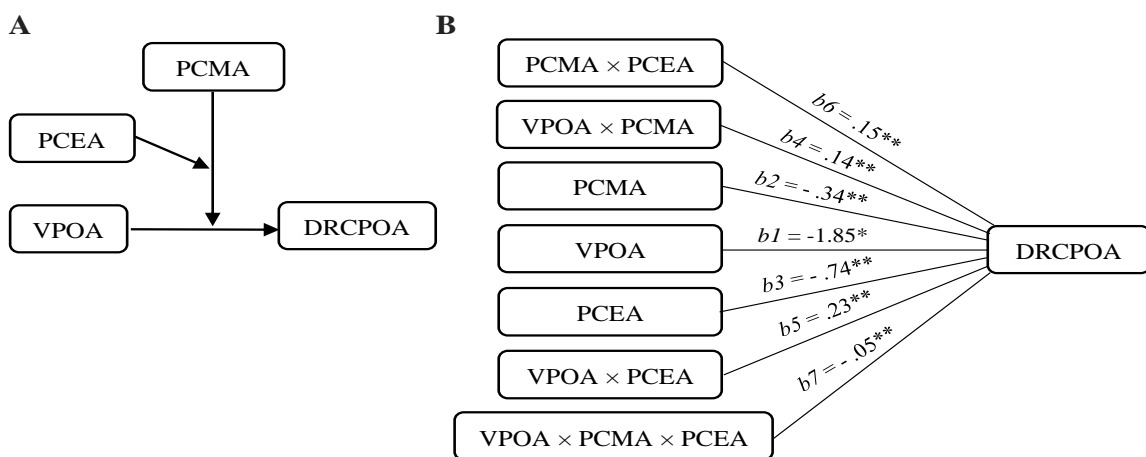 A
PCMA
PCEA
VPOA
DRCPOA
B
PCMA × PCEA
VPOA × PCMA
PCMA
VPOA
PCEA
VPOA × PCEA
VPOA × PCMA × PCEA
b6 = .15**
b4 = .14**
b2 = - .34**
b1 = -1.85*
b3 = - .74**
b5 = .23**
b7 = - .05**
DRCPOA